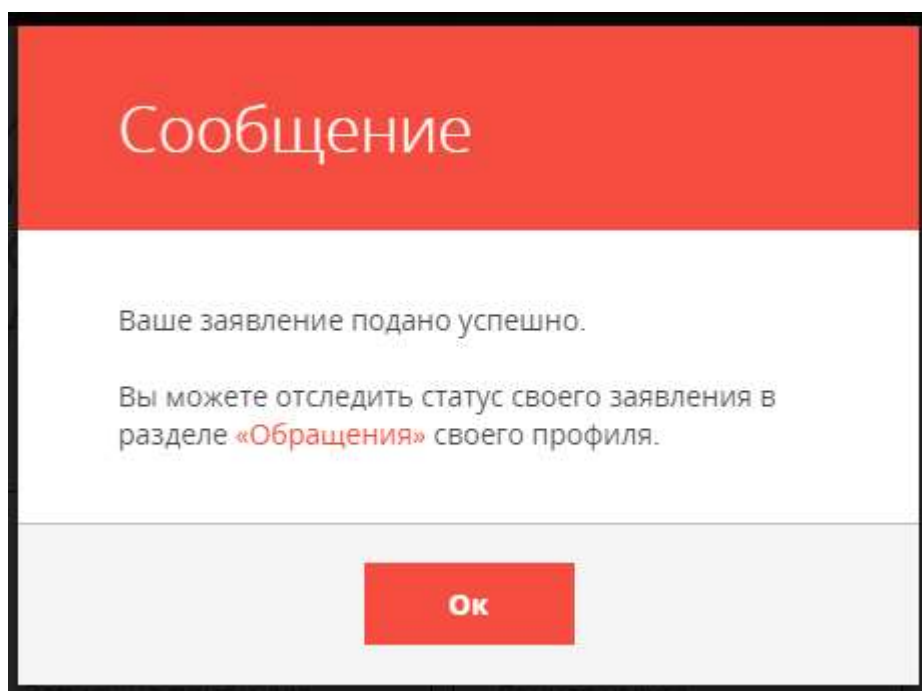 Сообщение
Ваше заявление подано успешно.
Вы можете отследить статус своего заявления в
разделе «Обращения» своего профиля.
Ок